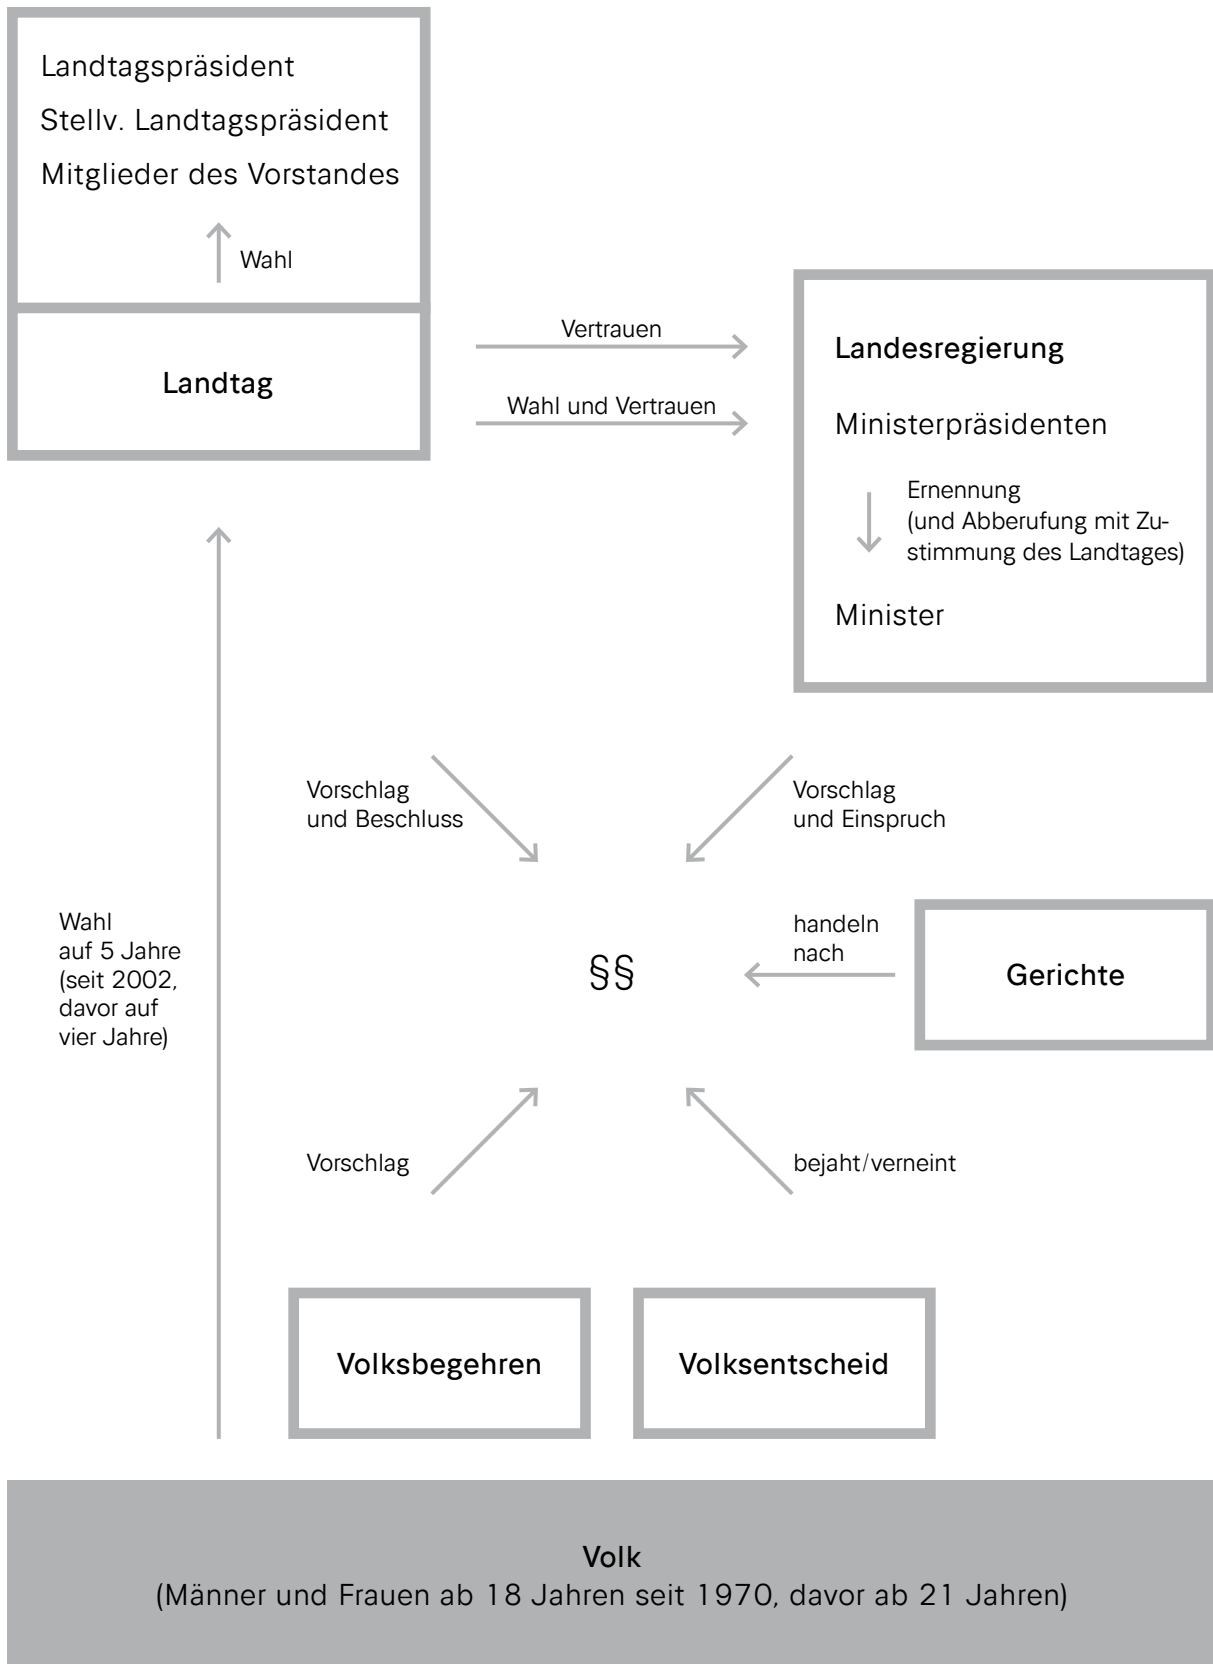 Landtagspräsident
Stellv. Landtagspräsident
Mitglieder des Vorstandes
Wahl
Landtag
Vertrauen
Wahl und Vertrauen
Landesregierung
Ministerpräsidenten
Ernennung
(und Abberufung mit Zu-
stimmung des Landtages)
Minister
Vorschlag
und Beschluss
Vorschlag
und Einspruch
Wahl
auf 5 Jahre
(seit 2002,
davor auf
vier Jahre)
§§
handeln
nach
Gerichte
Vorschlag
bejaht/verneint
Volksbegehren
Volksentscheid
Volk
(Männer und Frauen ab 18 Jahren seit 1970, davor ab 21 Jahren)